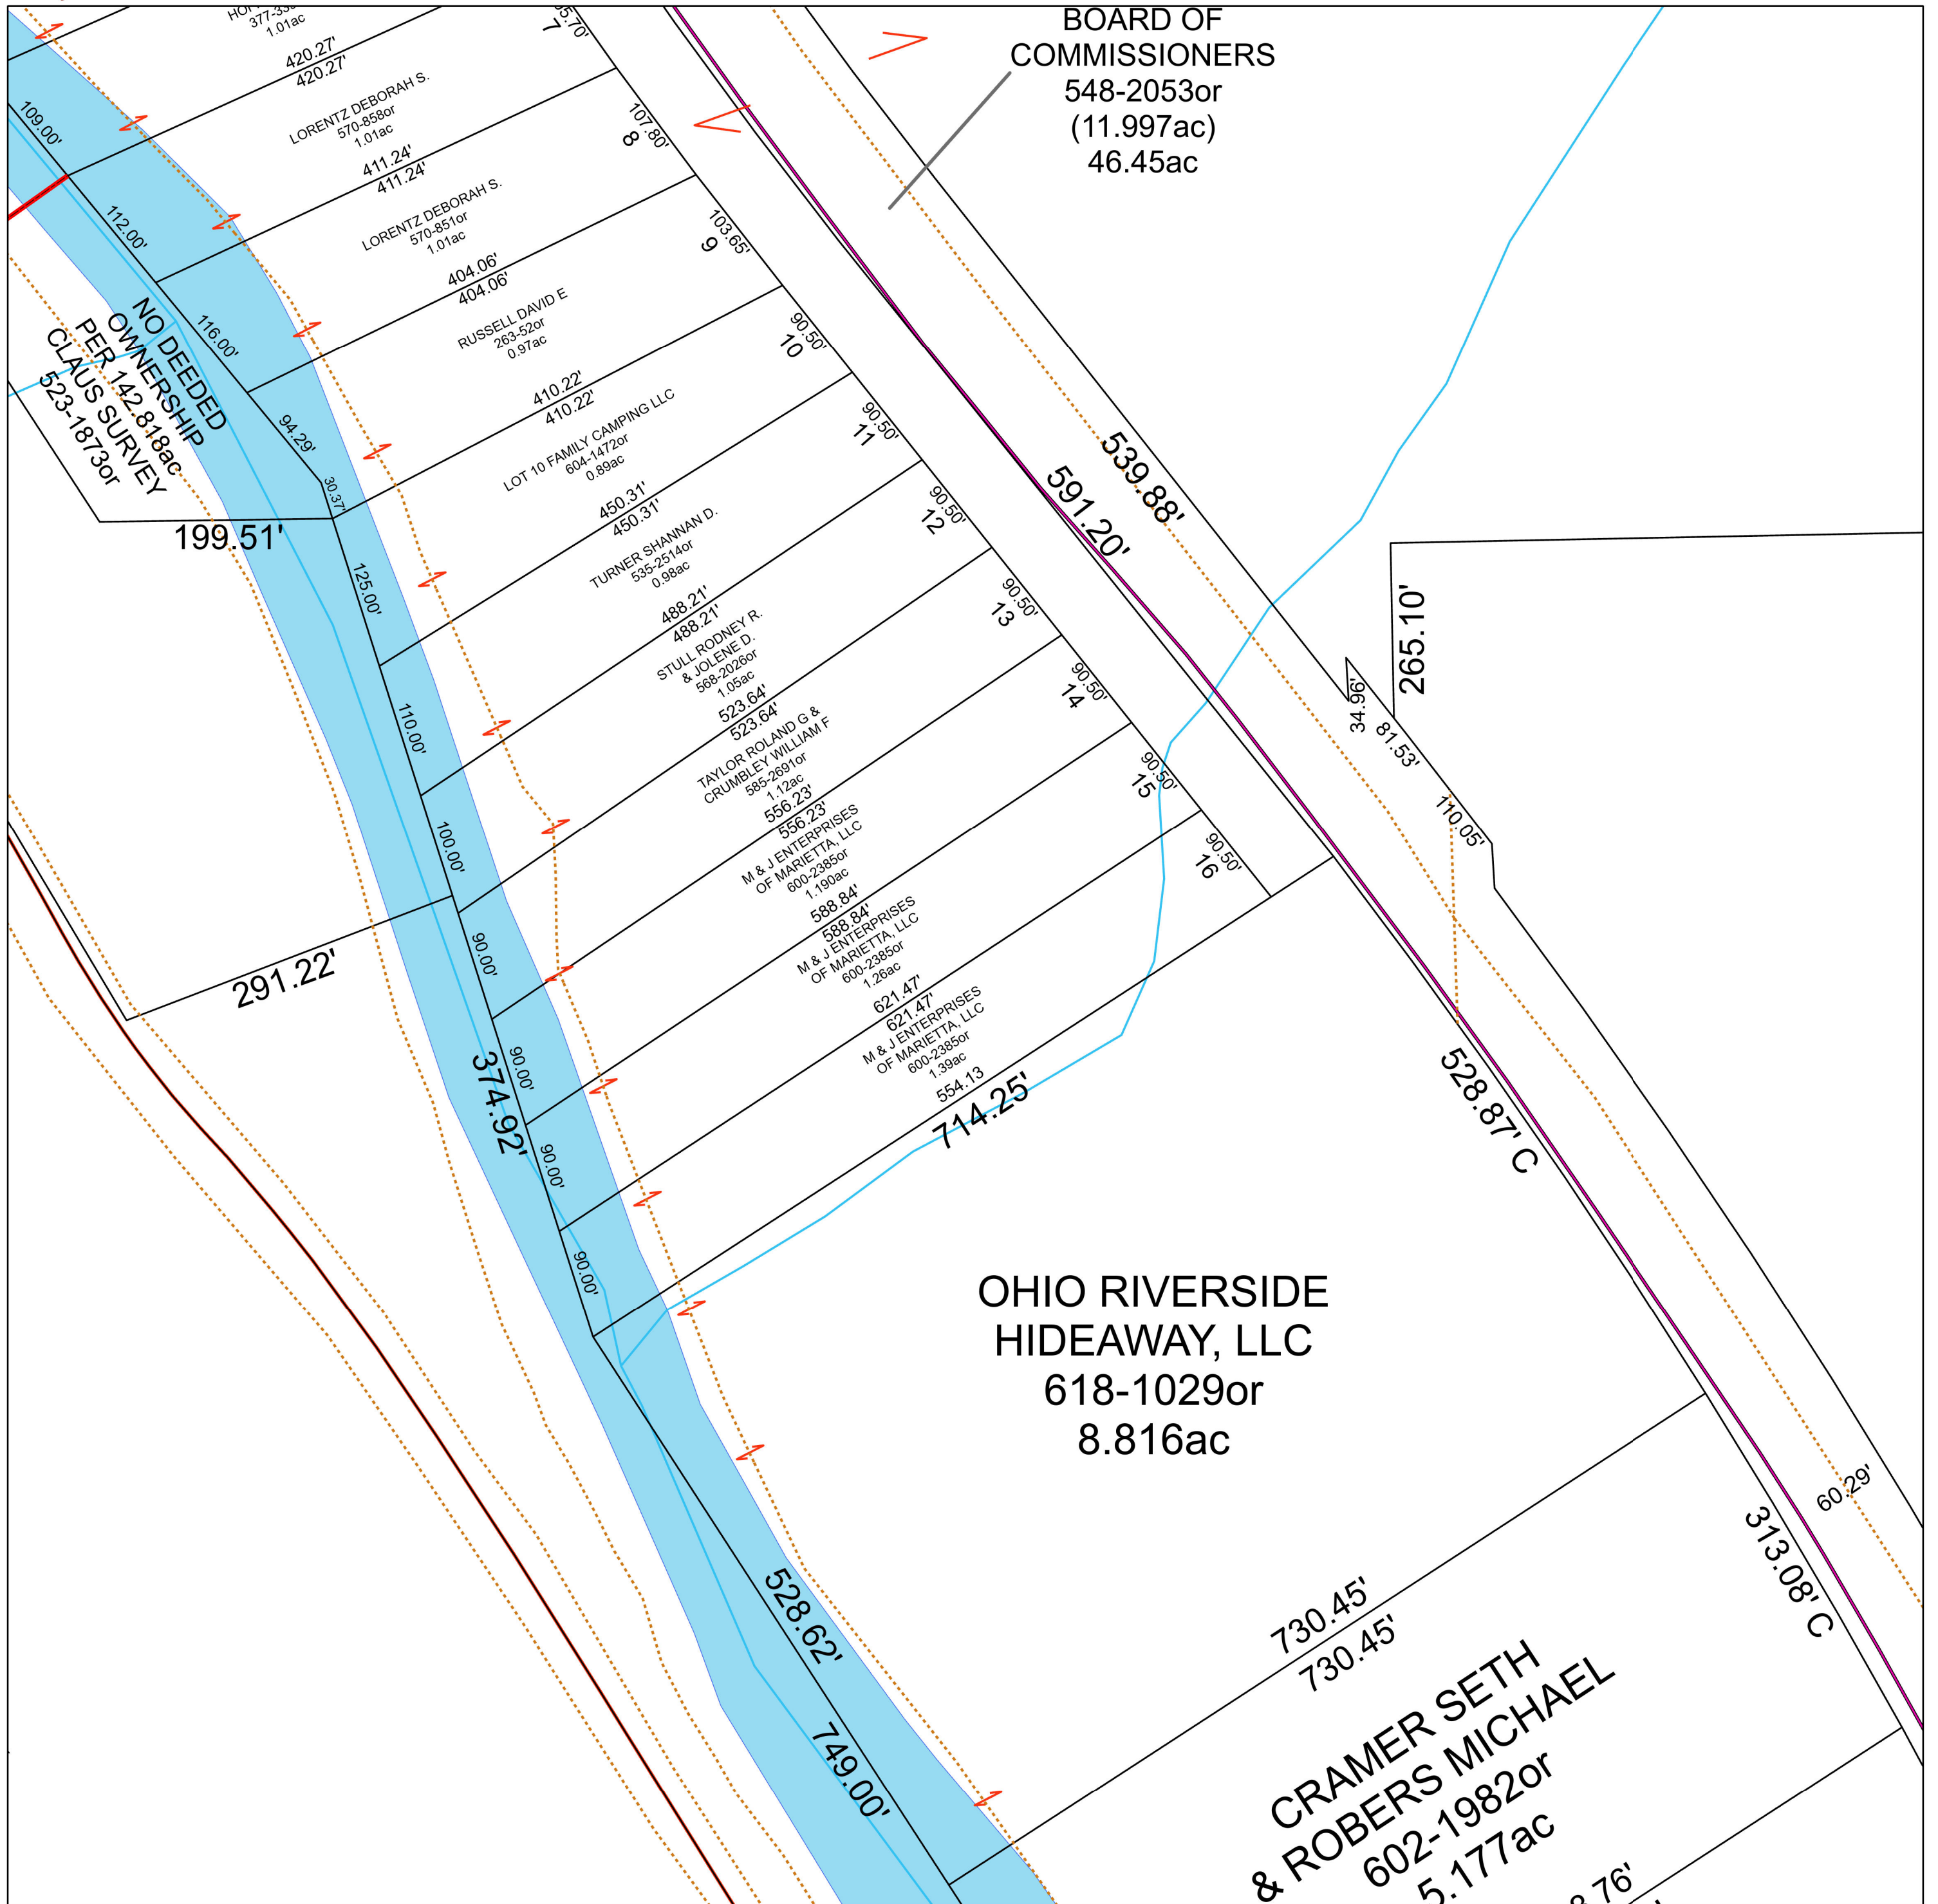 377-33
1.01ac
420.27'
420.27'
LORENTZ DEBORAH S.
570-858or
1.01ac
411.24'
411.24'
LORENTZ DEBORAH S.
570-851or
1.01ac
404.06'
404.06'
RUSSELL DAVID E
263-52or
0.97ac
410.22'
410.22'
LOT 10 FAMILY CAMPING LLC
604-1472or
0.89ac
450.31'
450.31'
TURNER SHANNAN D.
535-2514or
0.98ac
488.21'
488.21'
STULL RODNEY R.
& JOLENE D.
568-2026or
1.05ac
523.64'
523.64'
TAYLOR ROLAND G &
CRUMBLEY WILLIAM F
585-2691or
1.12ac
556.23'
556.23'
M & J ENTERPRISES
OF MARIETTA, LLC
600-2385or
1.190ac
588.84'
588.84'
M & J ENTERPRISES
OF MARIETTA, LLC
600-2385or
1.26ac
621.47'
621.47'
M & J ENTERPRISES
OF MARIETTA, LLC
600-2385or
1.39ac
554.13
714.25'
5.70'
7
107.80'
8
103.65'
9
90.50'
10
90.50'
11
90.50'
12
90.50'
13
90.50'
14
90.50'
15
90.50'
16
BOARD OF
COMMISSIONERS
548-2053or
(11.997ac)
46.45ac
539.88'
591.20'
265.10'
34.96'
81.53'
110.05'
528.87' C
60.29'
313.08' C
109.00'
112.00'
116.00'
94.29'
30.37'
NO DEEDED
OWNERSHIP
PER 142.818ac
CLAUS SURVEY
523-1873or
199.51'
125.00'
110.00'
100.00'
90.00'
90.00'
90.00'
90.00'
291.22'
374.92'
OHIO RIVERSIDE
HIDEAWAY, LLC
618-1029or
8.816ac
528.62'
749.00'
730.45'
730.45'
CRAMER SETH
& ROBERS MICHAEL
602-1982or
5.177ac
8.76'